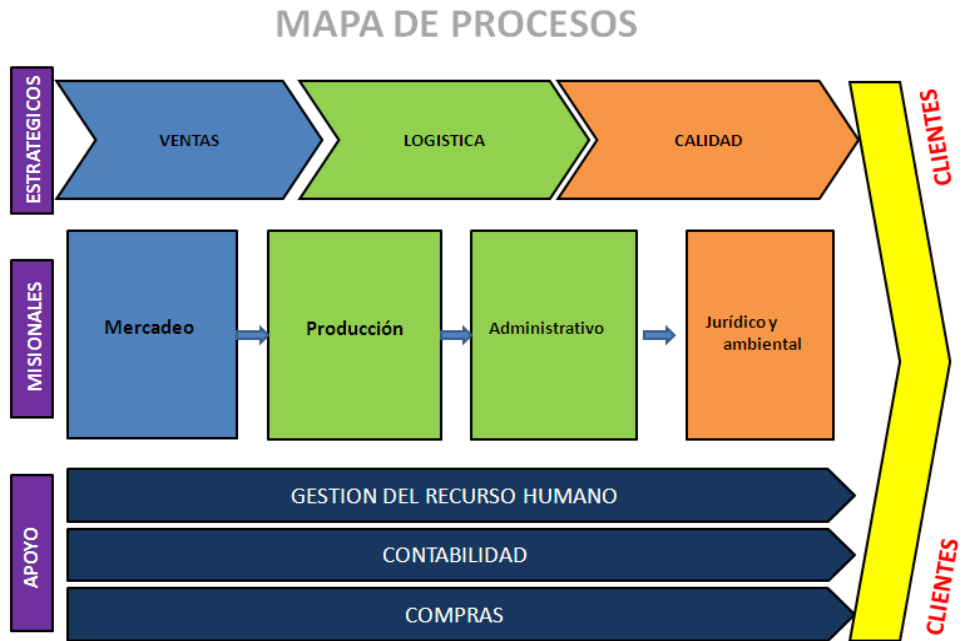 MAPA DE PROCESOS
ESTRATEGICOS
VENTAS
LOGISTICA
CALIDAD
CLIENTES
MISIONALES
Mercadeo
Producción
Administrativo
Jurídico y
ambiental
APOYO
GESTION DEL RECURSO HUMANO
CONTABILIDAD
COMPRAS
CLIENTES